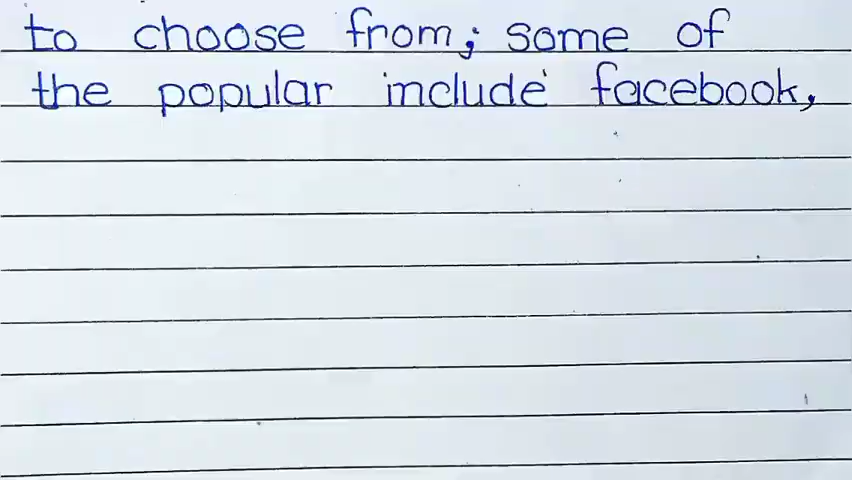 to choose from; some of
the popular include facebook,